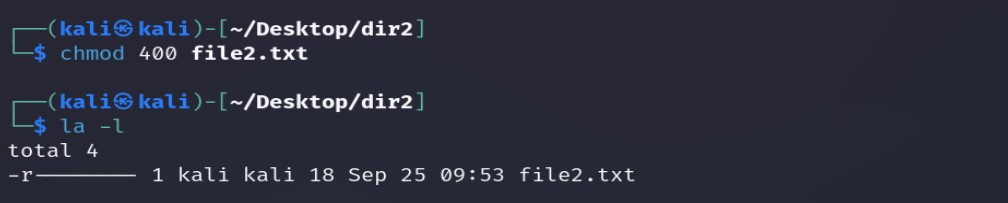 ┌──(kali㉿kali)-[~/Desktop/dir2]
└─$ chmod 400 file2.txt
┌──(kali㉿kali)-[~/Desktop/dir2]
└─$ la -l
total 4
-r-------- 1 kali kali 18 Sep 25 09:53 file2.txt